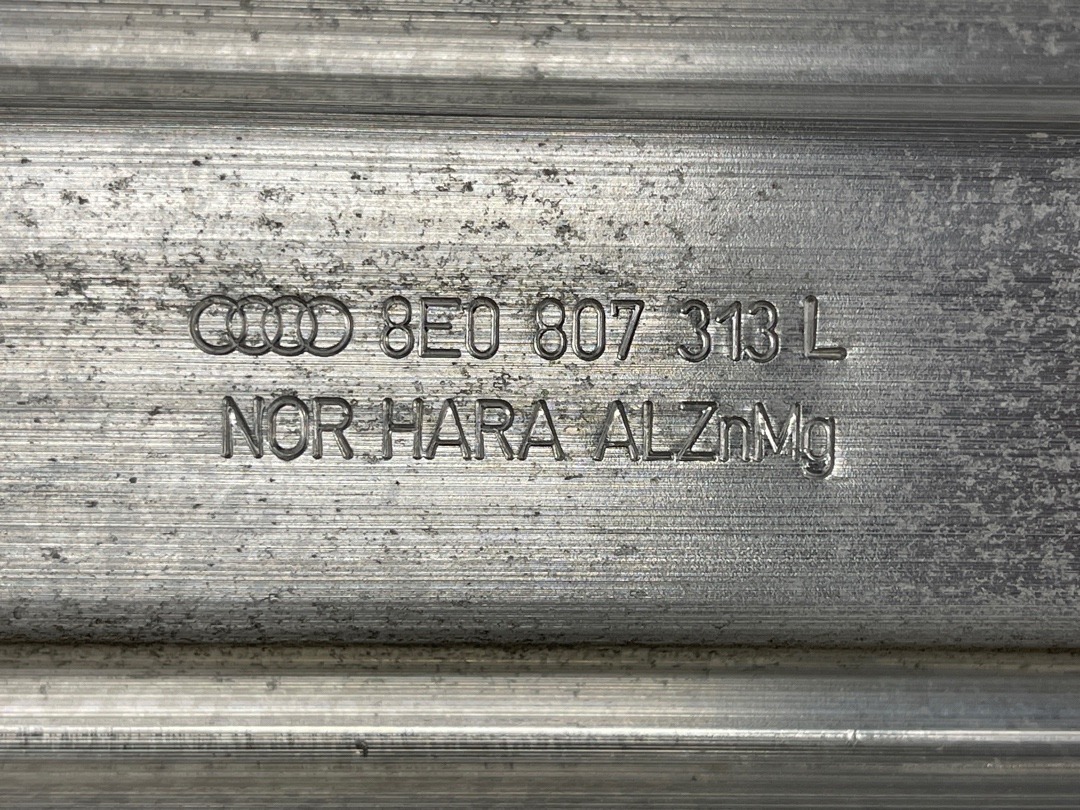 8E0 807 313 L
NOR HARA ALZnMg